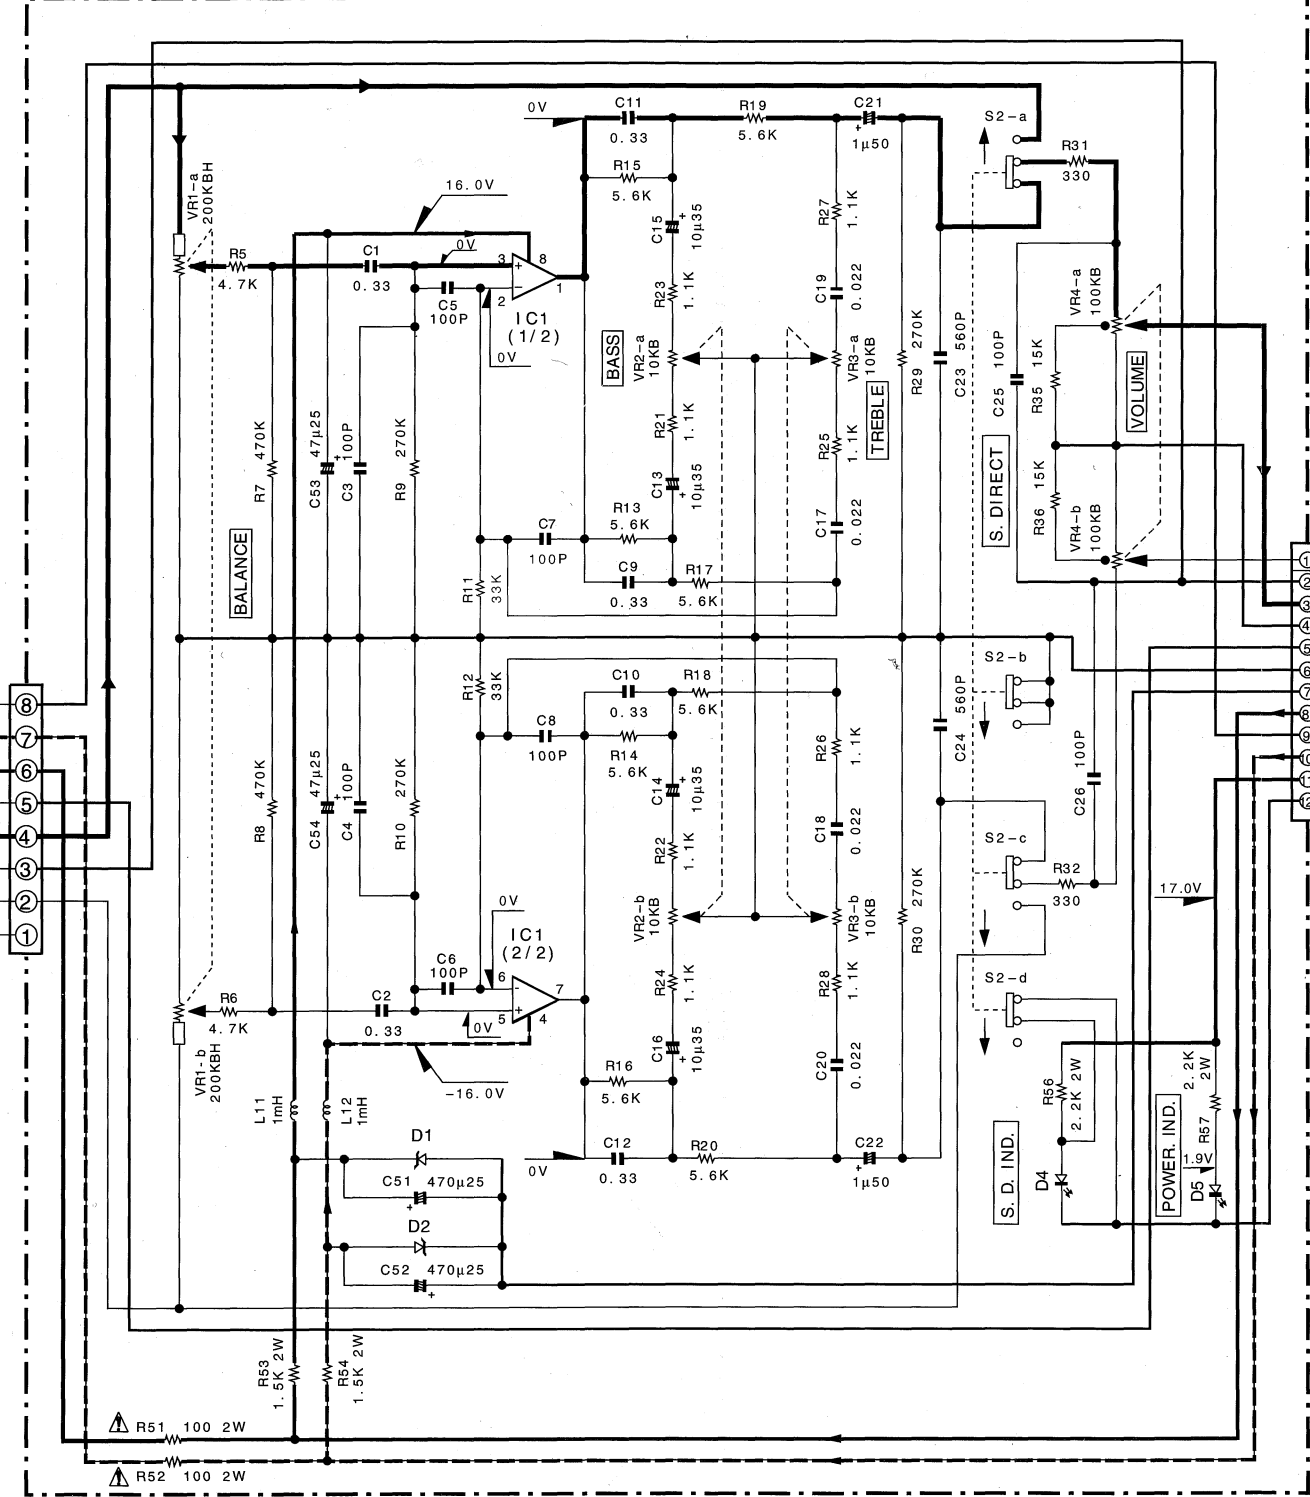 C11
0.33
R19
5.6K
C21
1µ50
+
S2-a
R31
330
0V
R15
5.6K
VR1-a
200KBH
16.0V
0V
R5
4.7K
C1
0.33
3
+
8
-
2
1
C5
100P
IC1
(1/2)
0V
C15
10µ35
+
R27
1.1K
R23
1.1K
C19
0.022
BASS
VR2-a
10KB
VR3-a
10KB
TREBLE
R29 270K
C23 560P
C25 100P
R35 15K
VR4-a
100KB
VOLUME
R7 470K
C53 47µ25
+
C3 100P
R9 270K
R21
1.1K
R25
1.1K
C13
10µ35
+
C17
0.022
S. DIRECT
R36 15K
VR4-b
100KB
BALANCE
C7
100P
R13
5.6K
C9
0.33
R17
5.6K
R11
33K
1
2
3
4
5
6
7
8
9
10
11
12
R12
33K
C10
0.33
R18
5.6K
S2-b
8
7
6
5
4
3
2
1
C8
100P
R14
5.6K
C14
10µ35
+
R26
1.1K
C24 560P
C26 100P
R8 470K
C54 47µ25
+
C4 100P
R10 270K
R22
1.1K
C18
0.022
S2-c
R32
330
17.0V
VR2-b
10KB
VR3-b
10KB
R30 270K
0V
IC1
(2/2)
C6
100P
6
-
7
+
5
4
0V
R6
4.7K
C2
0.33
R24
1.1K
R28
1.1K
S2-d
VR1-b
200KBH
C16
10µ35
+
C20
0.022
-16.0V
R16
5.6K
L11
1mH
L12
1mH
R56
2.2K 2W
2.2K
2W
R57
S. D. IND.
POWER. IND.
1.9V
D4
D5
0V
C12
0.33
R20
5.6K
C22
1µ50
+
D1
C51 470µ25
+
D2
C52 470µ25
+
R53
1.5K 2W
R54
1.5K 2W
R51 100 2W
R52 100 2W